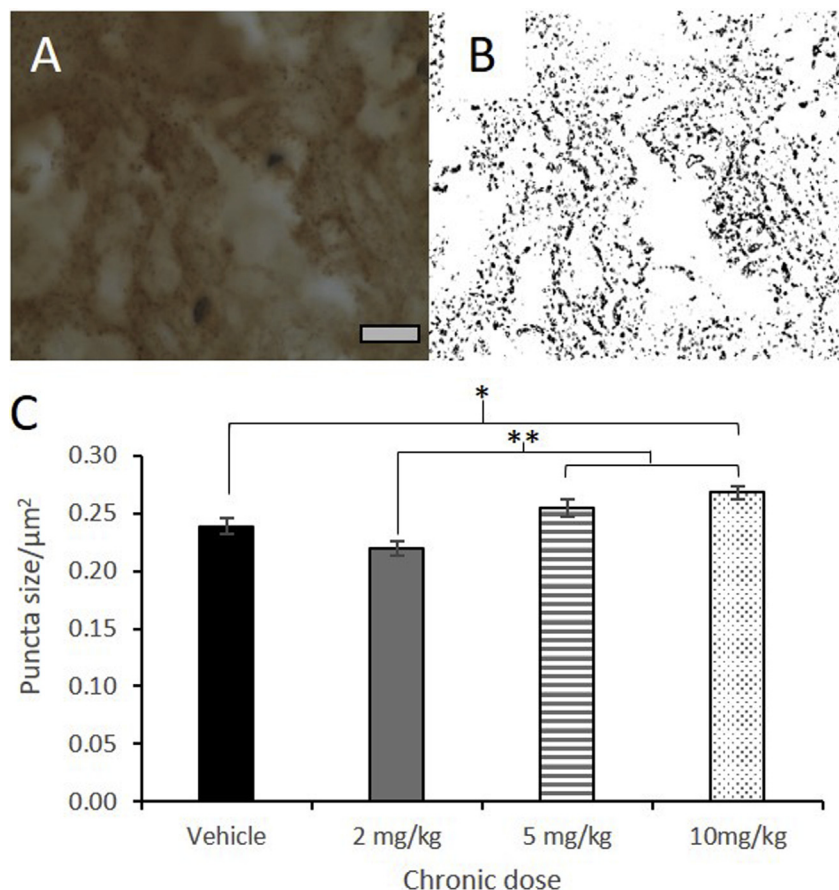 A
B
C
*
**
0.30
0.25
0.20
0.15
0.10
0.05
0.00
Puncta size/µm²
Vehicle 2 mg/kg 5 mg/kg 10mg/kg
Chronic dose